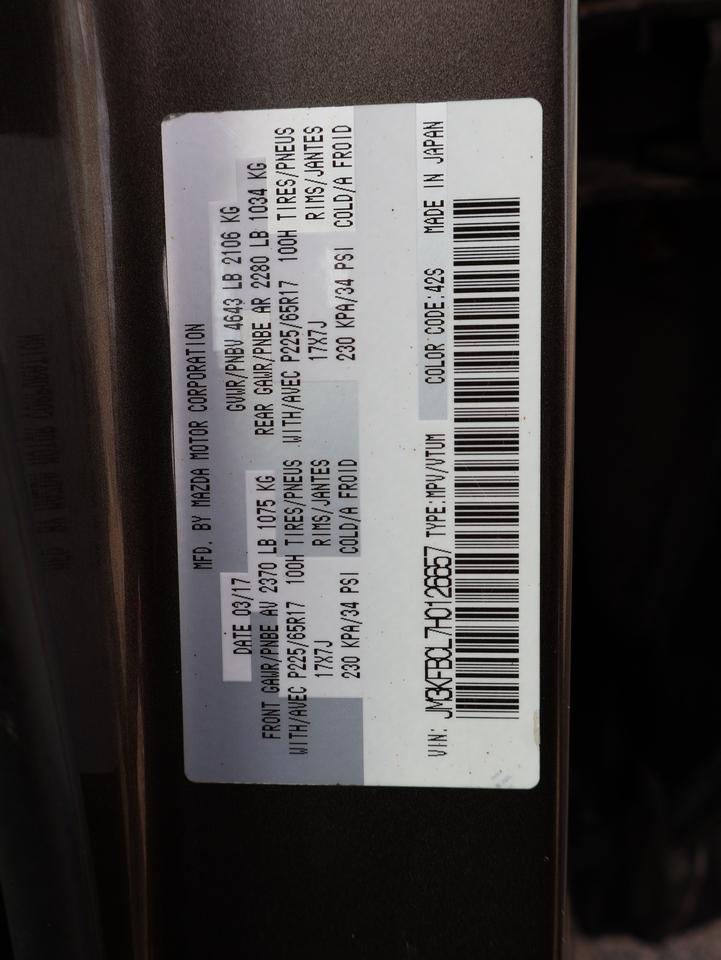 MFD. BY MAZDA MOTOR CORPORATION
DATE 03/17 GVWR/PNBV 4643 LB 2106 KG
FRONT GAWR/PNBE AV 2370 LB 1075 KG REAR GAWR/PNBE AR 2280 LB 1034 KG
WITH/AVEC P225/65R17 100H TIRES/PNEUS WITH/AVEC P225/65R17 100H TIRES/PNEUS
17X7J RIMS/JANTES 17X7J RIMS/JANTES
230 KPA/34 PSI COLD/A FROID 230 KPA/34 PSI COLD/A FROID
VIN: JM3KFBCL7H0126657 TYPE:MPV/VTUM COLOR CODE:42S MADE IN JAPAN